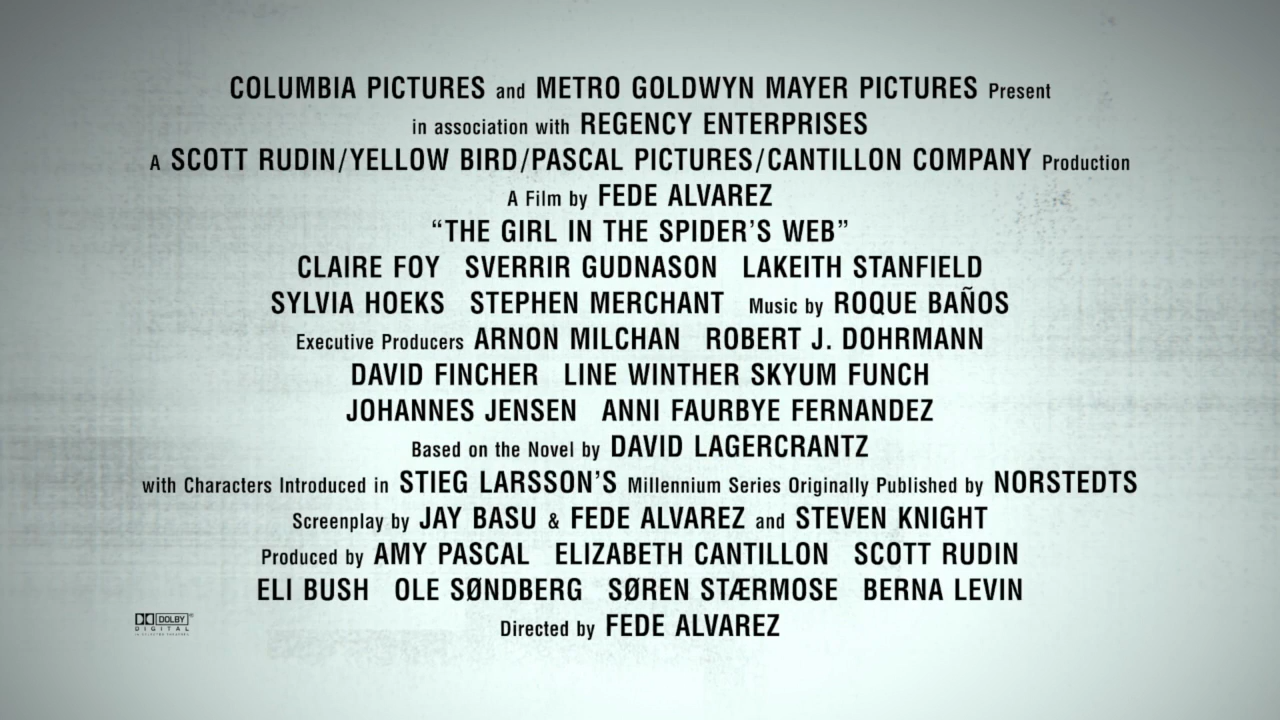 COLUMBIA PICTURES and METRO GOLDWYN MAYER PICTURES Present
in association with REGENCY ENTERPRISES
A SCOTT RUDIN/YELLOW BIRD/PASCAL PICTURES/CANTILLON COMPANY Production
A Film by FEDE ALVAREZ
“THE GIRL IN THE SPIDER’S WEB”
CLAIRE FOY SVERRIR GUDNASON LAKEITH STANFIELD
SYLVIA HOEKS STEPHEN MERCHANT Music by ROQUE BAÑOS
Executive Producers ARNON MILCHAN ROBERT J. DOHRMANN
DAVID FINCHER LINE WINTHER SKYUM FUNCH
JOHANNES JENSEN ANNI FAURBYE FERNANDEZ
Based on the Novel by DAVID LAGERCRANTZ
with Characters Introduced in STIEG LARSSON’S Millennium Series Originally Published by NORSTEDTS
Screenplay by JAY BASU & FEDE ALVAREZ and STEVEN KNIGHT
Produced by AMY PASCAL ELIZABETH CANTILLON SCOTT RUDIN
ELI BUSH OLE SØNDBERG SØREN STÆRMOSE BERNA LEVIN
Directed by FEDE ALVAREZ
DOLBY
DIGITAL